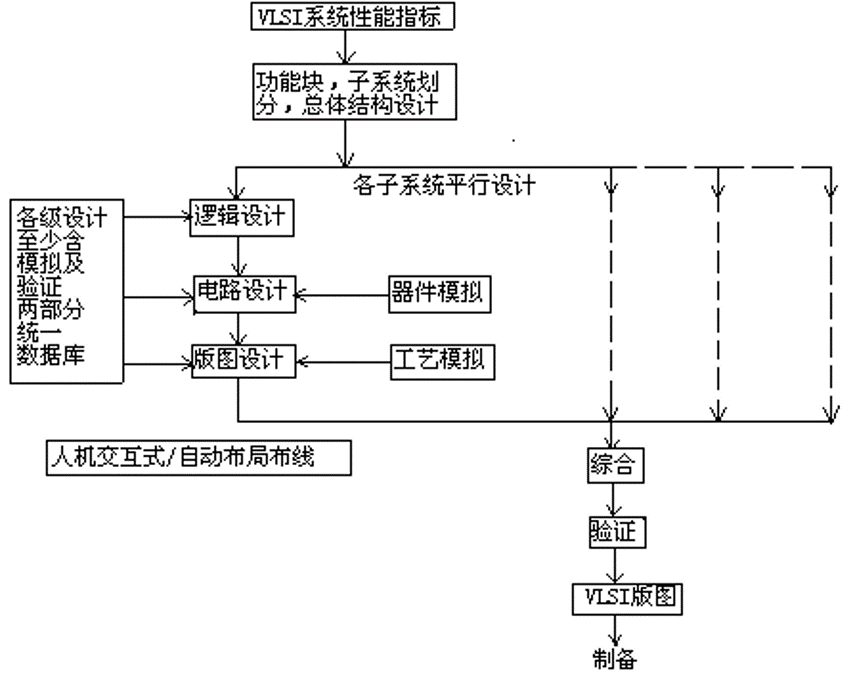 VLSI系统性能指标
功能块，子系统划
分，总体结构设计
各子系统平行设计
各级设计
至少含
模拟及
验证
两部分
统一
数据库
逻辑设计
电路设计
器件模拟
版图设计
工艺模拟
人机交互式/自动布局布线
综合
验证
VLSI版图
制备